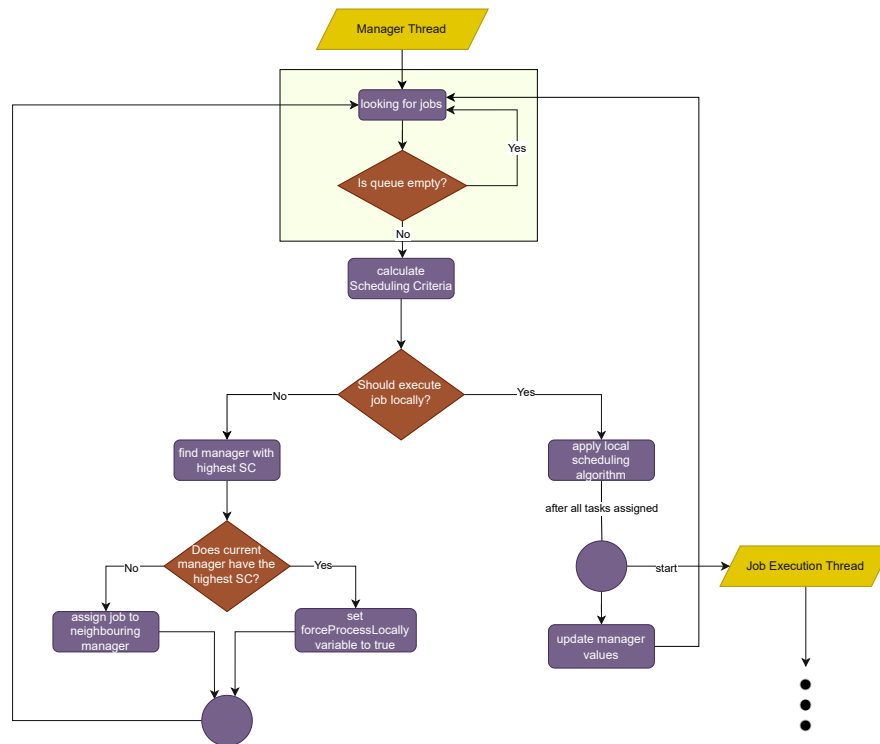 Manager Thread
looking for jobs
Yes
Is queue empty?
No
calculate
Scheduling Criteria
Should execute
job locally?
No
Yes
find manager with
highest SC
apply local
scheduling
algorithm
after all tasks assigned
Does current
manager have the
highest SC?
No
Yes
start
Job Execution Thread
assign job to
neighbouring
manager
set
forceProcessLocally
variable to true
update manager
values